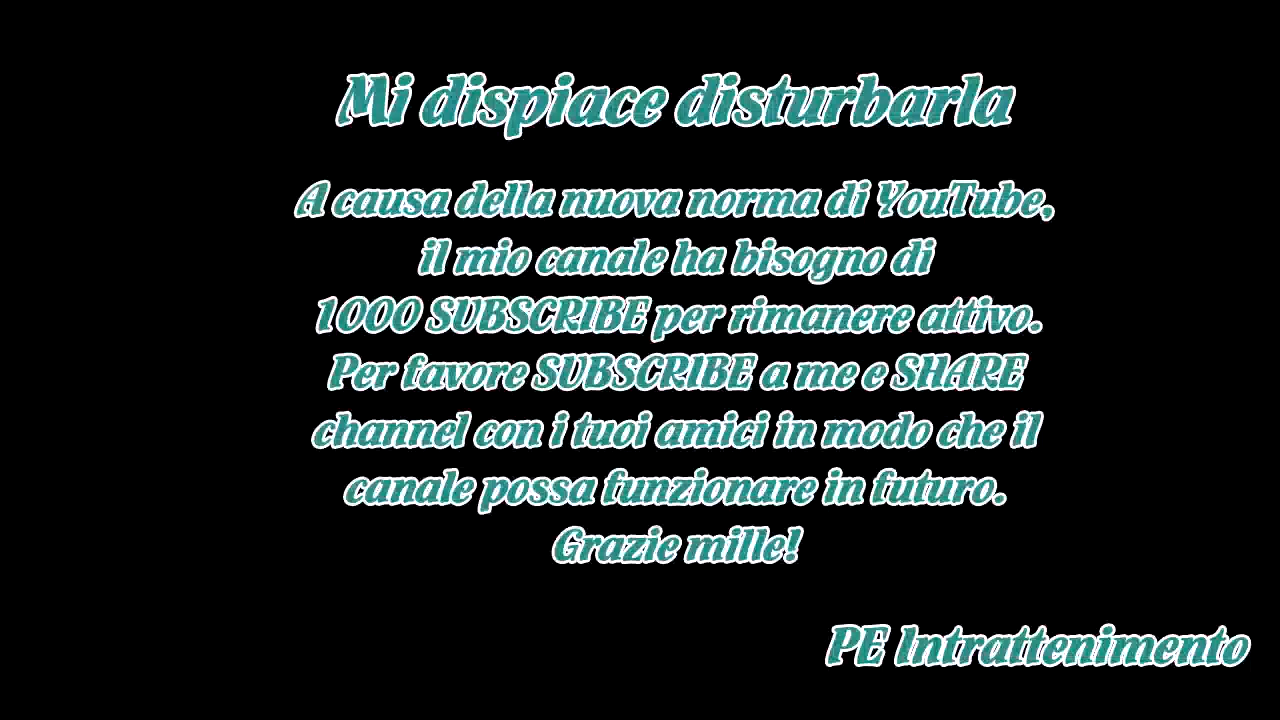 Mi dispiace disturbarla
A causa della nuova norma di YouTube,
il mio canale ha bisogno di
1000 SUBSCRIBE per rimanere attivo.
Per favore SUBSCRIBE a me e SHARE
channel con i tuoi amici in modo che il
canale possa funzionare in futuro.
Grazie mille!
PE Intrattenimento